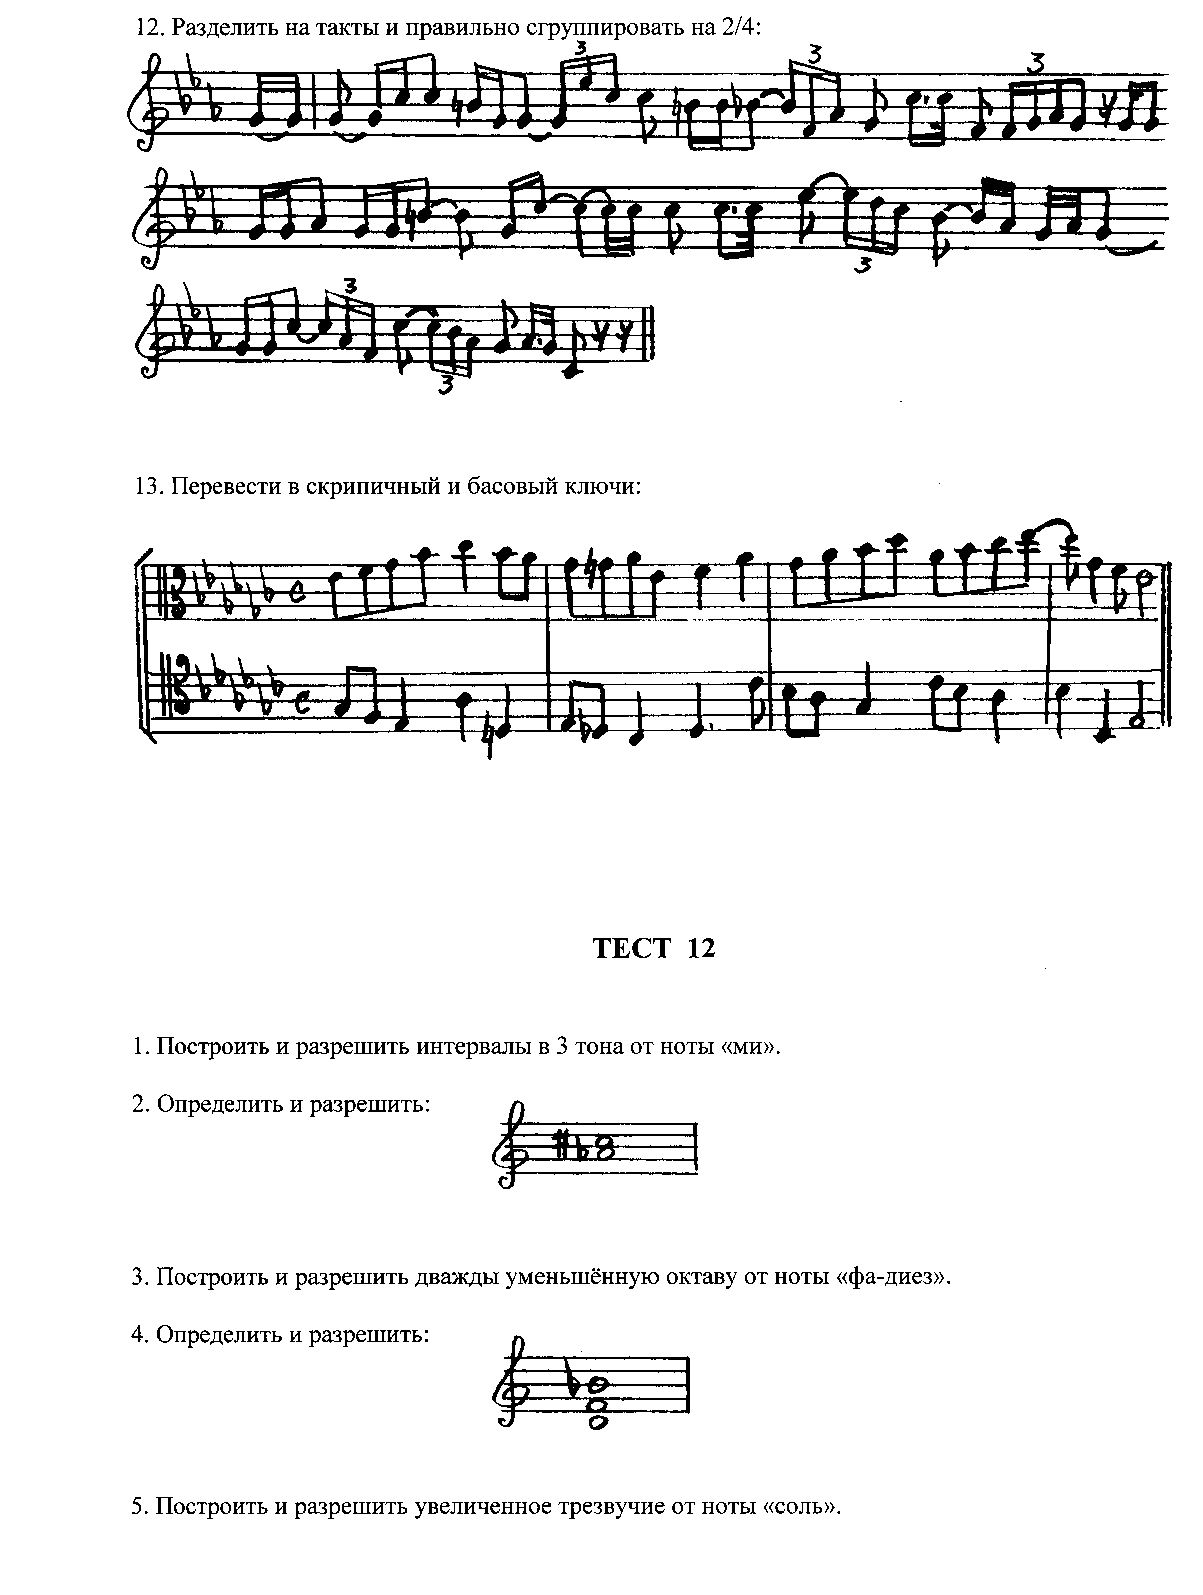 12. Разделить на такты и правильно сгруппировать на 2/4:
3 3 3
3
3 3
13. Перевести в скрипичный и басовый ключи:
ТЕСТ 12
1. Построить и разрешить интервалы в 3 тона от ноты «ми».
2. Определить и разрешить:
3. Построить и разрешить дважды уменьшённую октаву от ноты «фа-диез».
4. Определить и разрешить:
5. Построить и разрешить увеличенное трезвучие от ноты «соль».